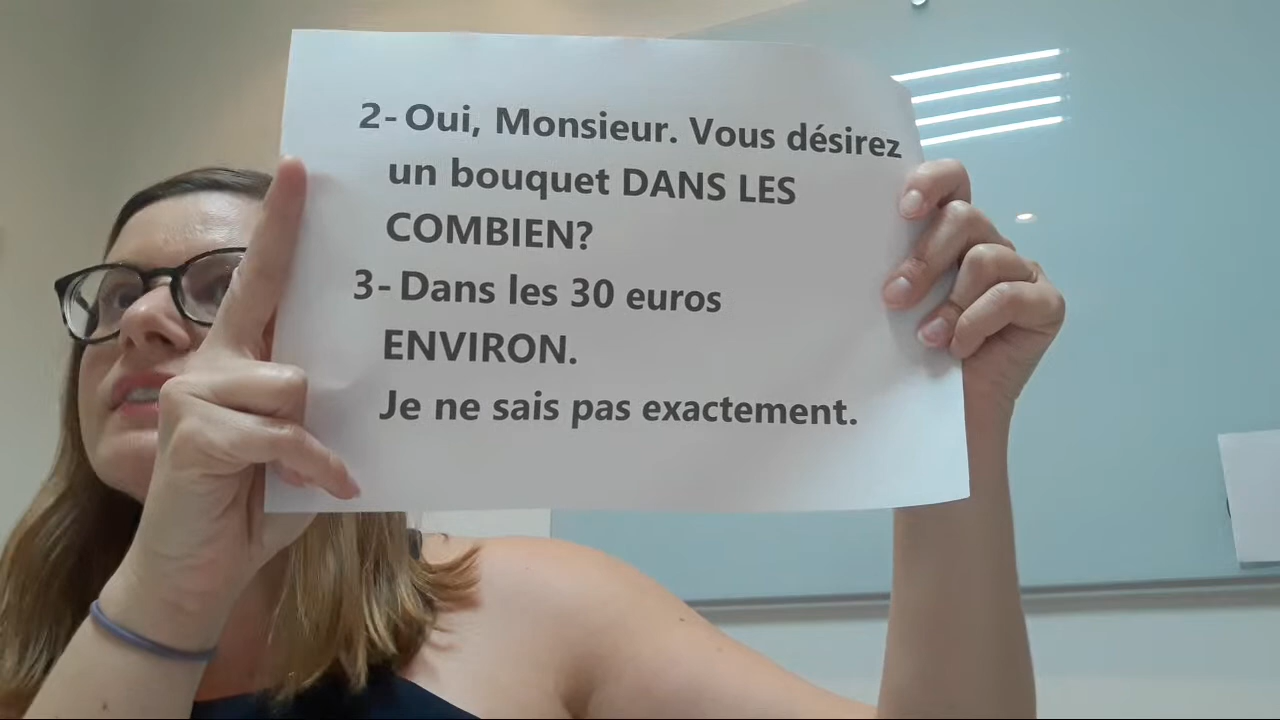 2- Oui, Monsieur. Vous désirez
un bouquet DANS LES
COMBIEN?
3- Dans les 30 euros
ENVIRON.
Je ne sais pas exactement.